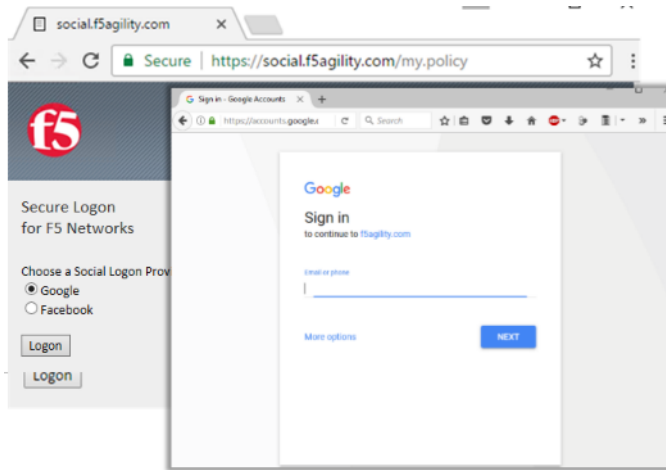 social.f5agility.com
Secure https://social.f5agility.com/my.policy
f5
Secure Logon
for F5 Networks
Choose a Social Logon Prov
Google
Facebook
Logon
Logon
Sign in - Google Accounts
https://accounts.google.c
Search
Google
Sign in
to continue to f5agility.com
Email or phone
More options
NEXT